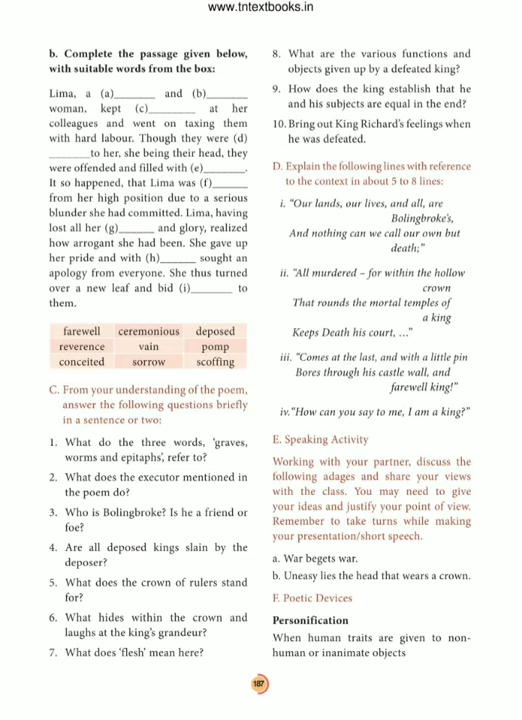 www.tntextbooks.in
b. Complete the passage given below,
with suitable words from the box:
Lima, a (a)_______ and (b)_______
woman, kept (c)________ at her
colleagues and went on taxing them
with hard labour. Though they were (d)
_______to her, she being their head, they
were offended and filled with (e)_______.
It so happened, that Lima was (f)______
from her high position due to a serious
blunder she had committed. Lima, having
lost all her (g)______ and glory, realized
how arrogant she had been. She gave up
her pride and with (h)______ sought an
apology from everyone. She thus turned
over a new leaf and bid (i)________ to
them.
farewell ceremonious deposed
reverence vain pomp
conceited sorrow scoffing
C. From your understanding of the poem,
answer the following questions briefly
in a sentence or two:
1. What do the three words, ‘graves,
worms and epitaphs’, refer to?
2. What does the executor mentioned in
the poem do?
3. Who is Bolingbroke? Is he a friend or
foe?
4. Are all deposed kings slain by the
deposer?
5. What does the crown of rulers stand
for?
6. What hides within the crown and
laughs at the king’s grandeur?
7. What does ‘flesh’ mean here?
8. What are the various functions and
objects given up by a defeated king?
9. How does the king establish that he
and his subjects are equal in the end?
10. Bring out King Richard’s feelings when
he was defeated.
D. Explain the following lines with reference
to the context in about 5 to 8 lines:
i. “Our lands, our lives, and all, are
Bolingbroke’s,
And nothing can we call our own but
death;”
ii. “All murdered – for within the hollow
crown
That rounds the mortal temples of
a king
Keeps Death his court, …”
iii. “Comes at the last, and with a little pin
Bores through his castle wall, and
farewell king!”
iv. “How can you say to me, I am a king?”
E. Speaking Activity
Working with your partner, discuss the
following adages and share your views
with the class. You may need to give
your ideas and justify your point of view.
Remember to take turns while making
your presentation/short speech.
a. War begets war.
b. Uneasy lies the head that wears a crown.
F. Poetic Devices
Personification
When human traits are given to non-
human or inanimate objects
187